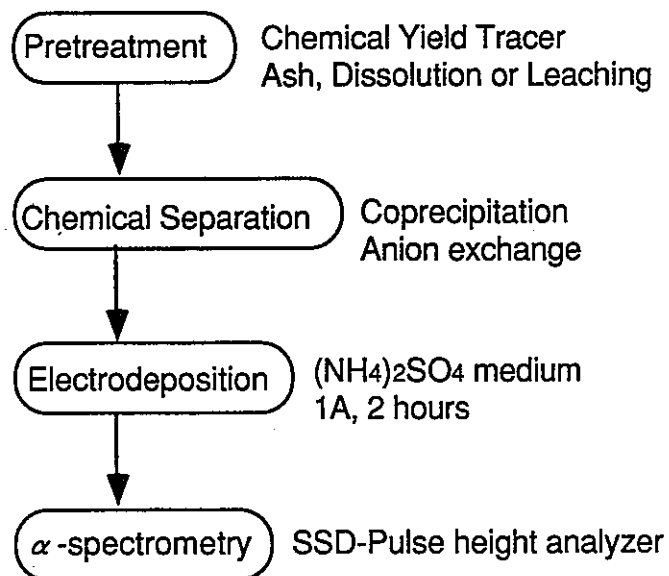 Pretreatment
Chemical Yield Tracer
Ash, Dissolution or Leaching
Chemical Separation
Coprecipitation
Anion exchange
Electrodeposition
(NH4)2SO4 medium
1A, 2 hours
α-spectrometry
SSD-Pulse height analyzer